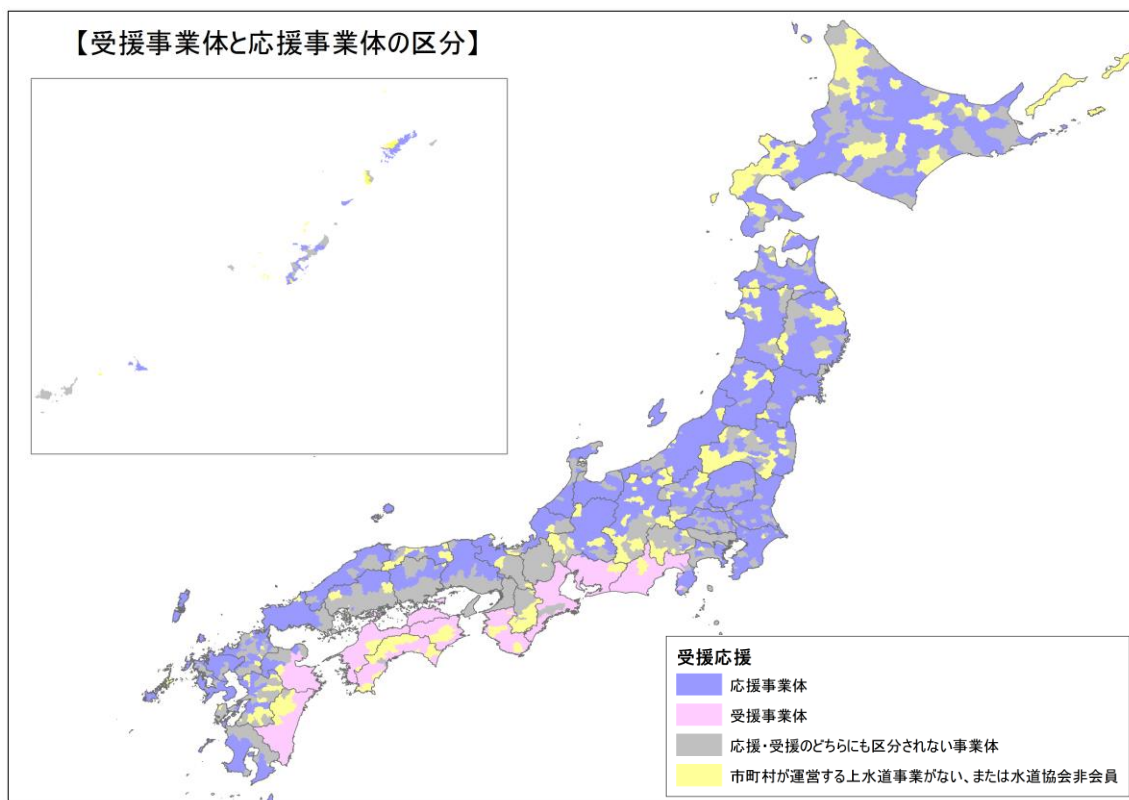 【受援事業体と応援事業体の区分】
受援応援
応援事業体
受援事業体
応援・受援のどちらにも区分されない事業体
市町村が運営する上水道事業がない、または水道協会非会員